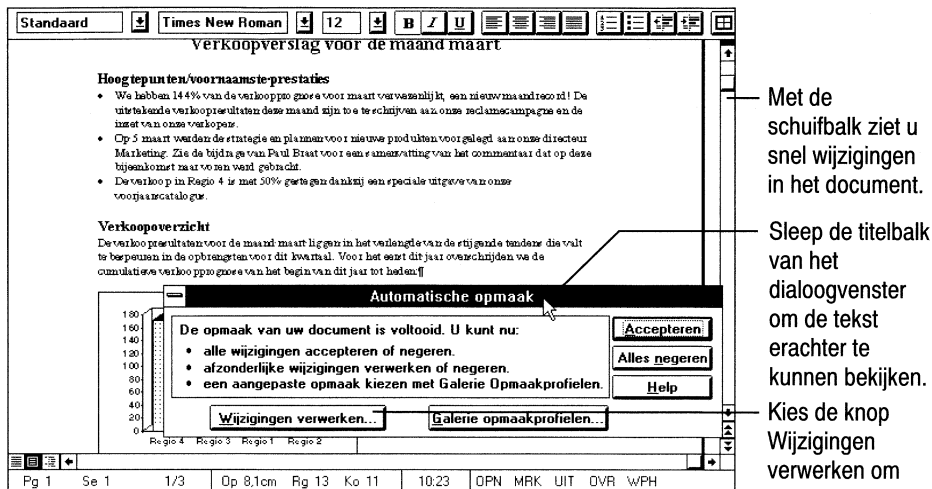 Standaard Times New Roman 12 B I U
Verkoopverslag voor de maand maart
Hoogtepunten/voornaamste prestaties
• We hebben 144% van de verkoopprognose voor maart verwezenlijkt, een nieuw maandrecord! De
uitstekende verkoopresultaten deze maand zijn toe te schrijven aan onze reclamecampagne en de
inzet van onze verkopers.
• Op 5 maart werden de strategie en plannen voor nieuwe produkten voorgelegd aan onze directeur
Marketing. Zie de bijdrage van Paul Braat voor een samenvatting van het commentaar dat op deze
bijeenkomst naar voren werd gebracht.
• De verkoop in Regio 4 is met 50% gestegen dankzij een speciale uitgave van onze
voorjaarscatalogus.
Verkoopoverzicht
De verkoopresultaten voor de maand maart liggen in het verlengde van de stijgende tendens die valt
te bespeuren in de opbrengsten voor dit kwartaal. Voor het eerst dit jaar overschrijden we de
cumulatieve verkoopprognose van het begin van dit jaar tot heden:¶
180
160
140
120
100
80
60
40
20
0
Regio 4 Regio 3 Regio 1 Regio 2
Automatische opmaak
De opmaak van uw document is voltooid. U kunt nu:
• alle wijzigingen accepteren of negeren.
• afzonderlijke wijzigingen verwerken of negeren.
• een aangepaste opmaak kiezen met Galerie Opmaakprofielen.
Accepteren
Alles negeren
Help
Wijzigingen verwerken... Galerie opmaakprofielen...
Pg 1 Se 1 1/3 Op 8,1cm Rg 13 Ko 11 10:23 OPN MRK UIT OVR WPH
Met de
schuifbalk ziet u
snel wijzigingen
in het document.
Sleep de titelbalk
van het
dialoogvenster
om de tekst
erachter te
kunnen bekijken.
Kies de knop
Wijzigingen
verwerken om